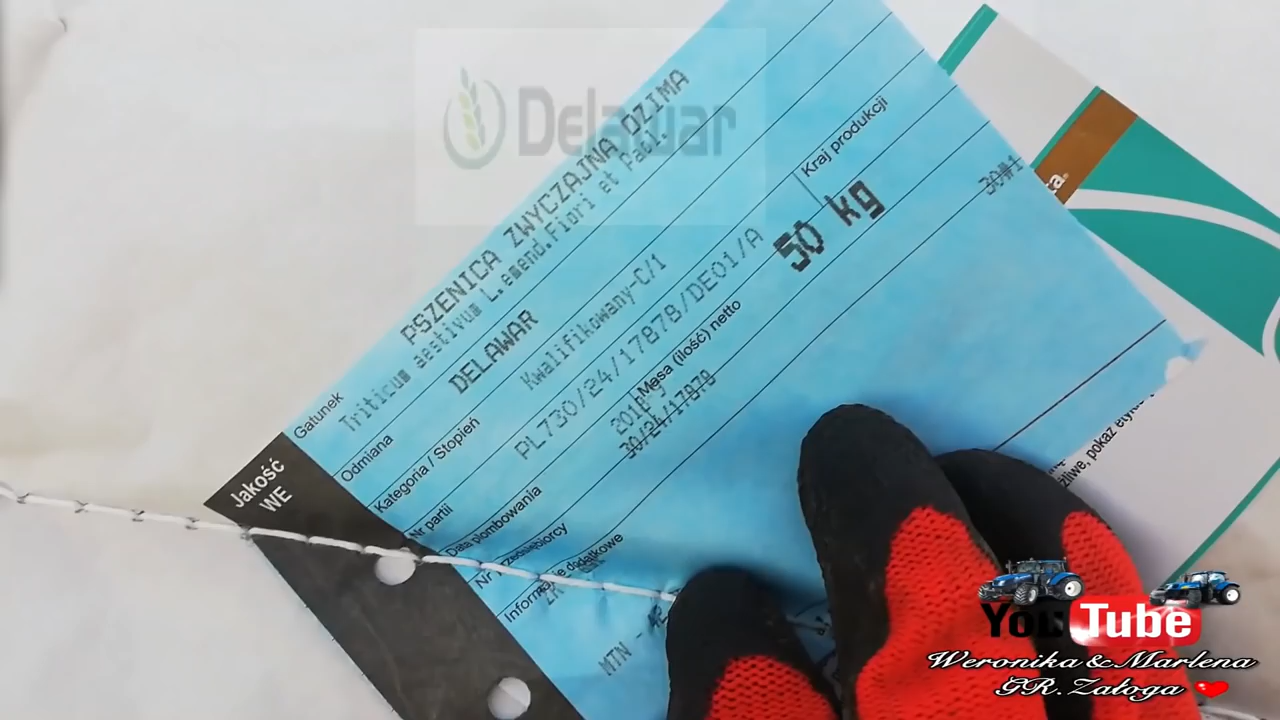 Delawar
Gatunek
PSZENICA ZWYCZAJNA OZIMA
Triticum aestivum L.emend.Fiori et Paol.
Odmiana
DELAWAR
Kategoria / Stopień
Kwalifikowany-C/1
Nr partii
PL730/24/17878/DE01/A
Kraj produkcji
Data plombowania
Masa (ilość) netto
50 kg
30/24/17878
Informacje dodatkowe
MTN -
Jakość
WE
YouTube
Weronika & Marlena
GR. Załoga